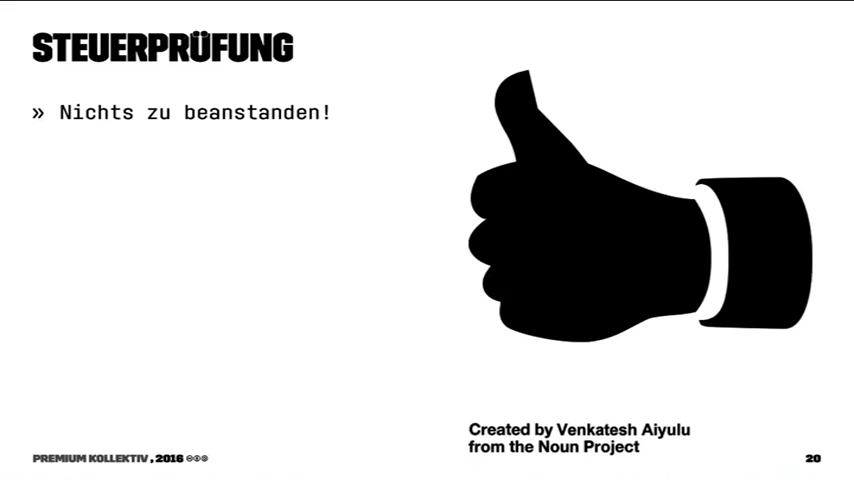 STEUERPRÜFUNG
» Nichts zu beanstanden!
Created by Venkatesh Aiyulu
from the Noun Project
PREMIUM KOLLEKTIV, 2016
20